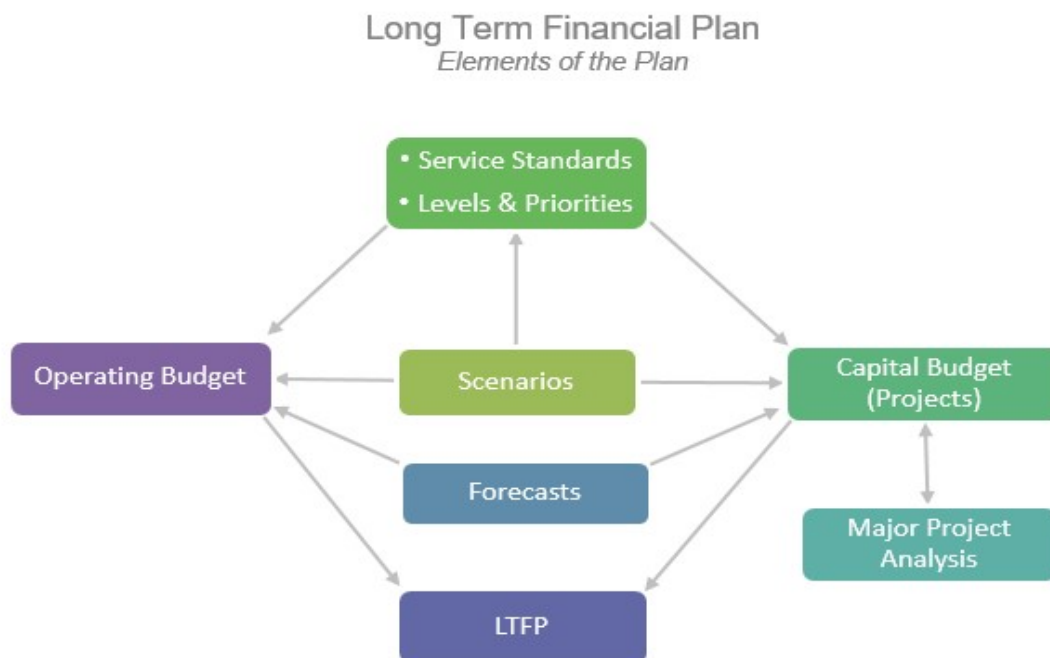 Long Term Financial Plan
Elements of the Plan
• Service Standards
• Levels & Priorities
Operating Budget
Scenarios
Capital Budget
(Projects)
Forecasts
Major Project
Analysis
LTFP